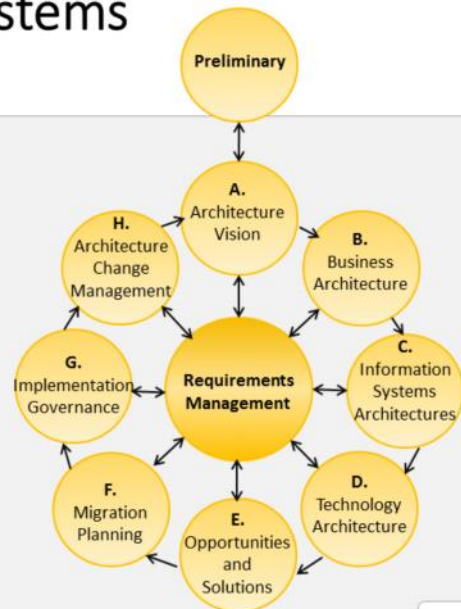 Preliminary
A.
Architecture
Vision
B.
Business
Architecture
C.
Information
Systems
Architectures
D.
Technology
Architecture
E.
Opportunities
and
Solutions
F.
Migration
Planning
G.
Implementation
Governance
H.
Architecture
Change
Management
Requirements
Management